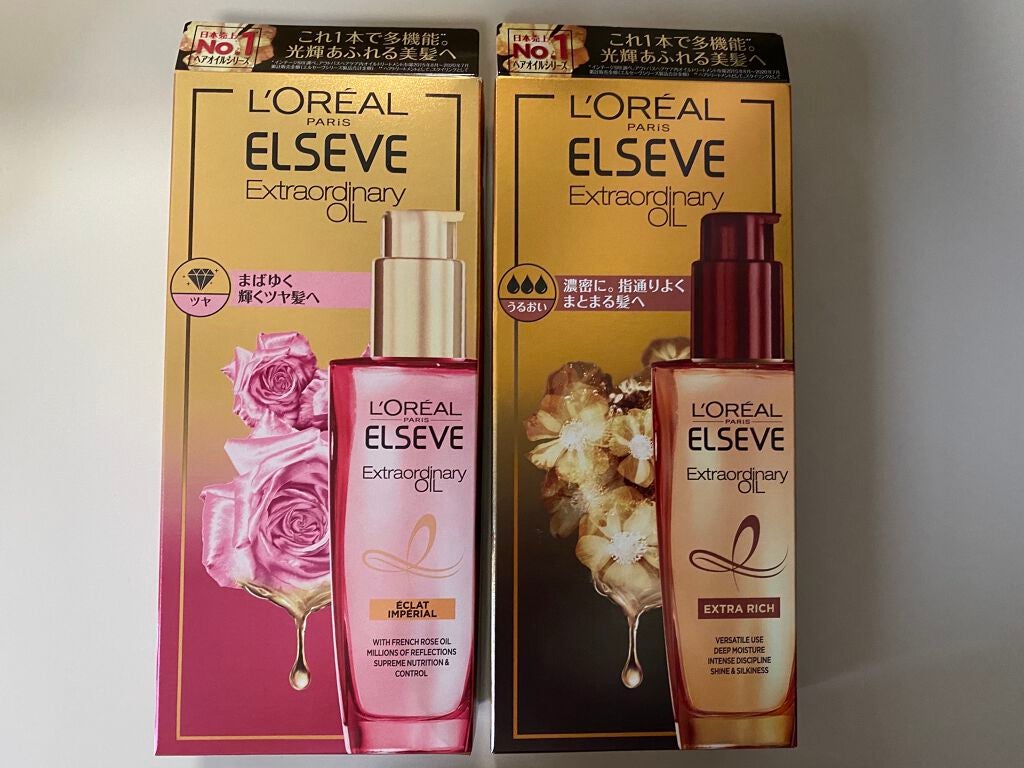 日本売上
No.1
ヘアオイルシリーズ
これ1本で多機能。
光輝あふれる美髪へ
L'ORÉAL
PARIS
ELSEVE
Extraordinary
OIL
ツヤ
まばゆく
輝くツヤ髪へ
L'ORÉAL
PARIS
ELSEVE
Extraordinary
OIL
ÉCLAT
IMPÉRIAL
WITH FRENCH ROSE OIL
MILLIONS OF REFLECTIONS
SUPREME NUTRITION &
CONTROL
日本売上
No.1
ヘアオイルシリーズ
これ1本で多機能。
光輝あふれる美髪へ
L'ORÉAL
PARIS
ELSEVE
Extraordinary
OIL
うるおい
濃密に。指通りよく
まとまる髪へ
L'ORÉAL
PARIS
ELSEVE
Extraordinary
OIL
EXTRA RICH
VERSATILE USE
DEEP MOISTURE
INTENSE DISCIPLINE
SHINE & SILKINESS